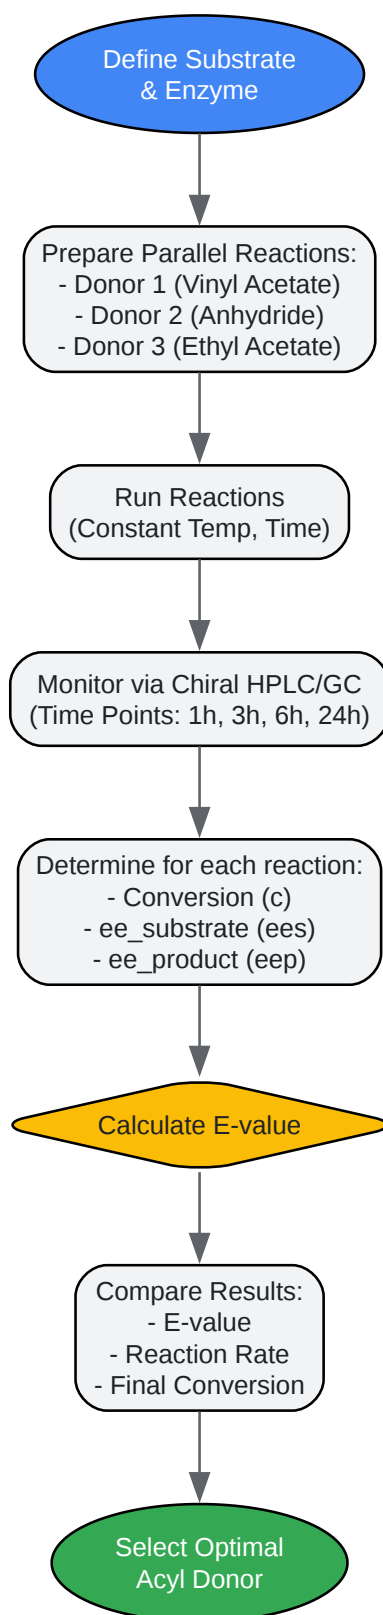 Define Substrate
& Enzyme
Prepare Parallel Reactions:
- Donor 1 (Vinyl Acetate)
- Donor 2 (Anhydride)
- Donor 3 (Ethyl Acetate)
Run Reactions
(Constant Temp, Time)
Monitor via Chiral HPLC/GC
(Time Points: 1h, 3h, 6h, 24h)
Determine for each reaction:
- Conversion (c)
- ee_substrate (ees)
- ee_product (eep)
Calculate E-value
Compare Results:
- E-value
- Reaction Rate
- Final Conversion
Select Optimal
Acyl Donor